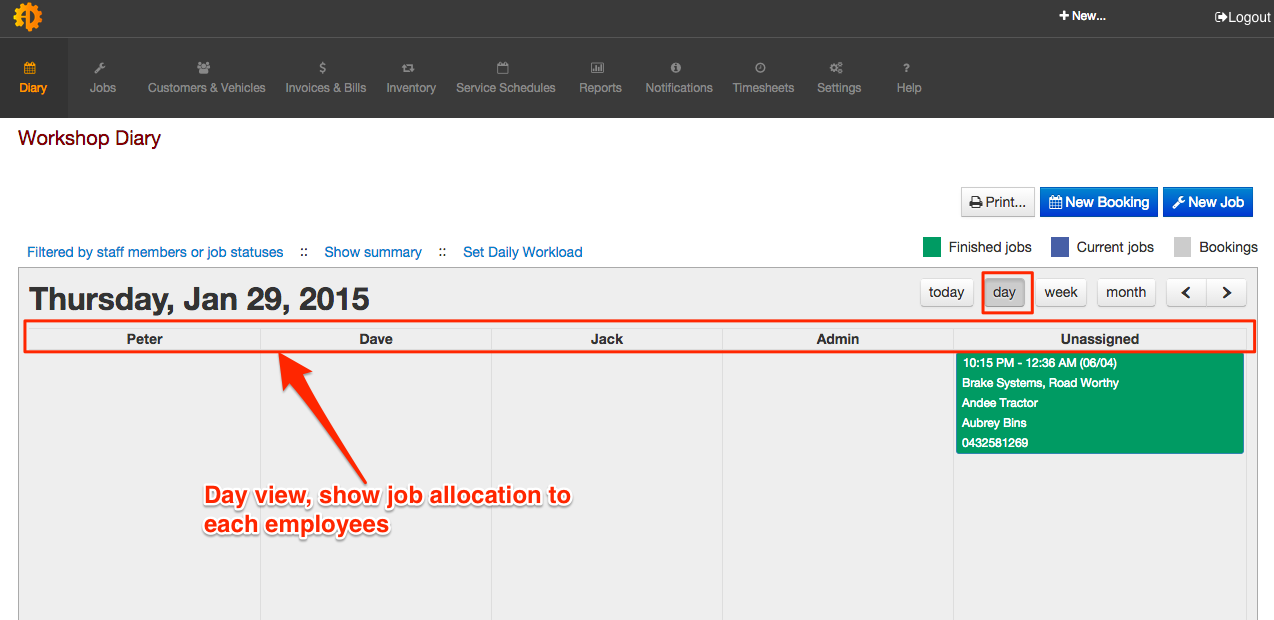 + New...
Logout
Diary
Jobs
Customers & Vehicles
$
Invoices & Bills
Inventory
Service Schedules
Reports
Notifications
Timesheets
Settings
?
Help
Workshop Diary
Print...
New Booking
New Job
Filtered by staff members or job statuses :: Show summary :: Set Daily Workload
Finished jobs
Current jobs
Bookings
Thursday, Jan 29, 2015
today
day
week
month
Peter
Dave
Jack
Admin
Unassigned
10:15 PM - 12:36 AM (06/04)
Brake Systems, Road Worthy
Andee Tractor
Aubrey Bins
0432581269
Day view, show job allocation to
each employees